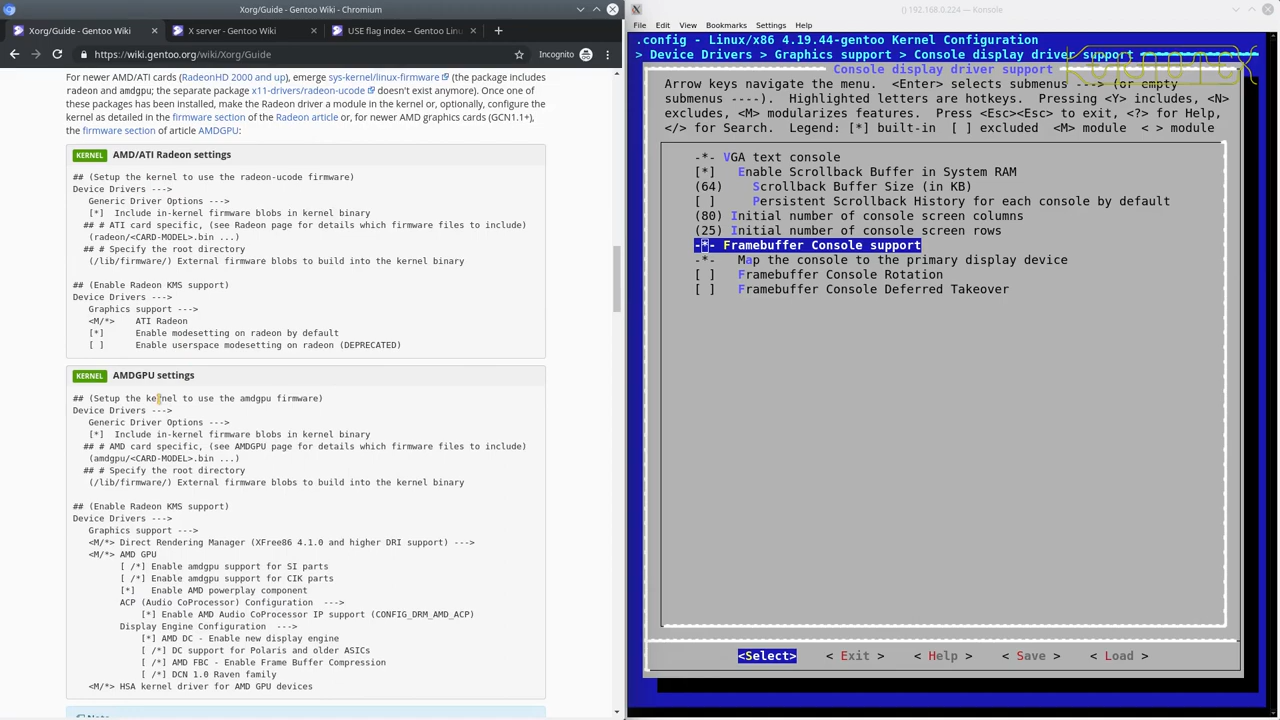 Xorg/Guide - Gentoo Wiki - Chromium
Xorg/Guide - Gentoo Wiki
X server - Gentoo Wiki
USE flag index – Gentoo Linu
https://wiki.gentoo.org/wiki/Xorg/Guide
Incognito
For newer AMD/ATI cards (RadeonHD 2000 and up), emerge sys-kernel/linux-firmware (the package includes
radeon and amdgpu; the separate package x11-drivers/radeon-ucode doesn't exist anymore). Once one of
these packages has been installed, make the Radeon driver a module in the kernel or, optionally, configure the
kernel as detailed in the firmware section of the Radeon article or, for newer AMD graphics cards (GCN1.1+),
the firmware section of article AMDGPU:
KERNEL AMD/ATI Radeon settings
## (Setup the kernel to use the radeon-ucode firmware)
Device Drivers --->
Generic Driver Options --->
[*] Include in-kernel firmware blobs in kernel binary
## # ATI card specific, (see Radeon page for details which firmware files to include)
(radeon/<CARD-MODEL>.bin ...)
## # Specify the root directory
(/lib/firmware/) External firmware blobs to build into the kernel binary
## (Enable Radeon KMS support)
Device Drivers --->
Graphics support --->
<M/*> ATI Radeon
[*] Enable modesetting on radeon by default
[ ] Enable userspace modesetting on radeon (DEPRECATED)
KERNEL AMDGPU settings
## (Setup the kernel to use the amdgpu firmware)
Device Drivers --->
Generic Driver Options --->
[*] Include in-kernel firmware blobs in kernel binary
## # AMD card specific, (see AMDGPU page for details which firmware files to include)
(amdgpu/<CARD-MODEL>.bin ...)
## # Specify the root directory
(/lib/firmware/) External firmware blobs to build into the kernel binary
## (Enable Radeon KMS support)
Device Drivers --->
Graphics support --->
<M/*> Direct Rendering Manager (XFree86 4.1.0 and higher DRI support) --->
<M/*> AMD GPU
[ /*] Enable amdgpu support for SI parts
[ /*] Enable amdgpu support for CIK parts
[*] Enable AMD powerplay component
ACP (Audio CoProcessor) Configuration --->
[*] Enable AMD Audio CoProcessor IP support (CONFIG_DRM_AMD_ACP)
Display Engine Configuration --->
[*] AMD DC - Enable new display engine
[ /*] DC support for Polaris and older ASICs
[ /*] AMD FBC - Enable Frame Buffer Compression
[ /*] DCN 1.0 Raven family
<M/*> HSA kernel driver for AMD GPU devices
Note
() 192.168.0.224 — Konsole
File Edit View Bookmarks Settings Help
.config - Linux/x86 4.19.44-gentoo Kernel Configuration
> Device Drivers > Graphics support > Console display driver support
Console display driver support
Arrow keys navigate the menu. <Enter> selects submenus ---> (or empty
submenus ----). Highlighted letters are hotkeys. Pressing <Y> includes, <N>
excludes, <M> modularizes features. Press <Esc><Esc> to exit, <?> for Help,
</> for Search. Legend: [*] built-in [ ] excluded <M> module < > module
-*- VGA text console
[*] Enable Scrollback Buffer in System RAM
(64) Scrollback Buffer Size (in KB)
[ ] Persistent Scrollback History for each console by default
(80) Initial number of console screen columns
(25) Initial number of console screen rows
-*- Framebuffer Console support
-*- Map the console to the primary display device
[ ] Framebuffer Console Rotation
[ ] Framebuffer Console Deferred Takeover
<Select> < Exit > < Help > < Save > < Load >